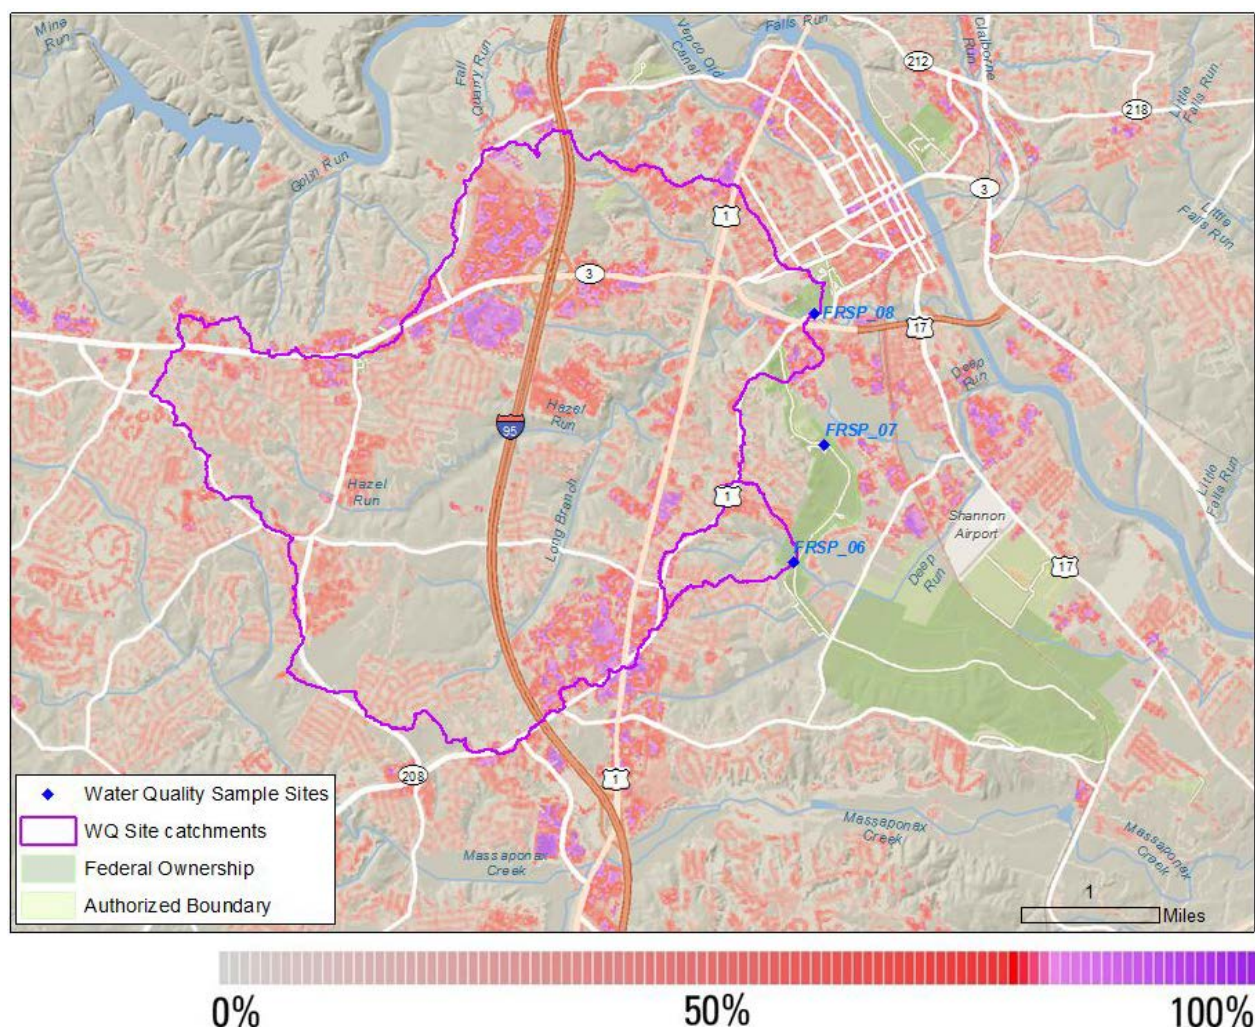 Mine
Run
Falls Run
Vepco Old
Canal
Claiborne
Run
212
Little
Falls Run
218
Fall
Quarry Run
Golin Run
3
Little
Falls Run
1
3
FRSP_08
17
Deep
Run
Hazel
Run
95
FRSP_07
Hazel
Run
1
Long Branch
Little
Falls Run
Shannon
Airport
FRSP_06
Deep
Run
17
208
1
Massaponax
Creek
Massaponax
Creek
Massaponax
Creek
Water Quality Sample Sites
WQ Site catchments
Federal Ownership
Authorized Boundary
1
Miles
0%
50%
100%